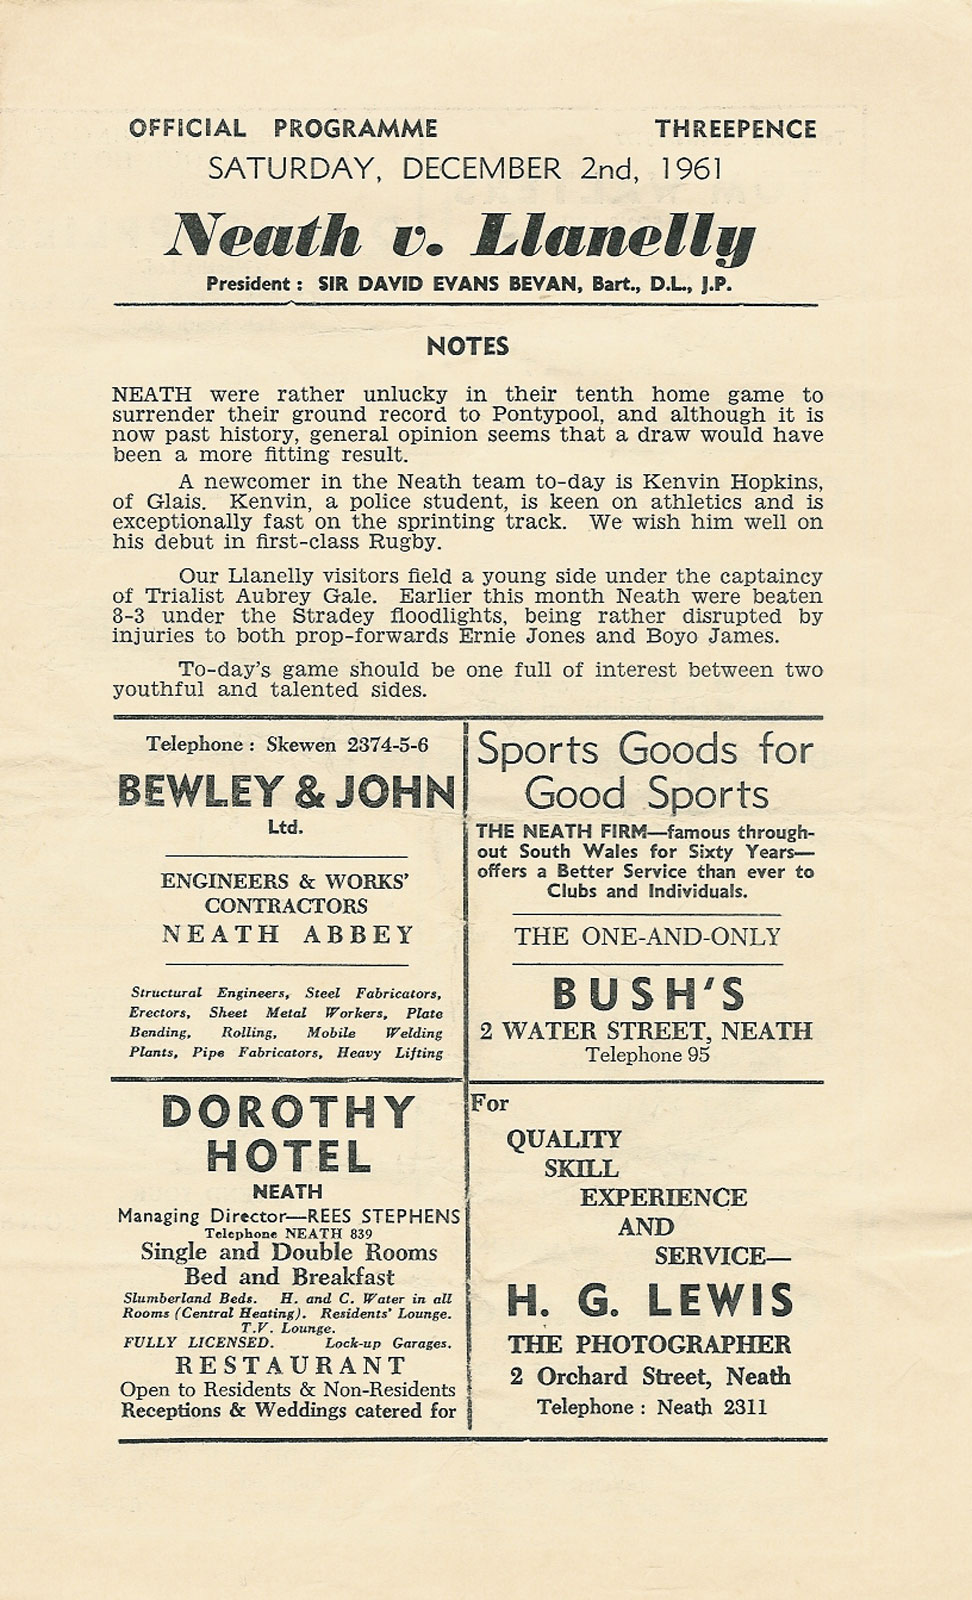 OFFICIAL PROGRAMME THREEPENCE
SATURDAY, DECEMBER 2nd, 1961
Neath v. Llanelly
President : SIR DAVID EVANS BEVAN, Bart., D.L., J.P.
NOTES
NEATH were rather unlucky in their tenth home game to
surrender their ground record to Pontypool, and although it is
now past history, general opinion seems that a draw would have
been a more fitting result.
A newcomer in the Neath team to-day is Kenvin Hopkins,
of Glais. Kenvin, a police student, is keen on athletics and is
exceptionally fast on the sprinting track. We wish him well on
his debut in first-class Rugby.
Our Llanelly visitors field a young side under the captaincy
of Trialist Aubrey Gale. Earlier this month Neath were beaten
8-3 under the Stradey floodlights, being rather disrupted by
injuries to both prop-forwards Ernie Jones and Boyo James.
To-day's game should be one full of interest between two
youthful and talented sides.
Telephone : Skewen 2374-5-6
BEWLEY & JOHN
Ltd.
ENGINEERS & WORKS'
CONTRACTORS
NEATH ABBEY
Structural Engineers, Steel Fabricators,
Erectors, Sheet Metal Workers, Plate
Bending, Rolling, Mobile Welding
Plants, Pipe Fabricators, Heavy Lifting
Sports Goods for
Good Sports
THE NEATH FIRM—famous through-
out South Wales for Sixty Years—
offers a Better Service than ever to
Clubs and Individuals.
THE ONE-AND-ONLY
BUSH'S
2 WATER STREET, NEATH
Telephone 95
DOROTHY
HOTEL
NEATH
Managing Director—REES STEPHENS
Telephone NEATH 839
Single and Double Rooms
Bed and Breakfast
Slumberland Beds. H. and C. Water in all
Rooms (Central Heating). Residents' Lounge.
T.V. Lounge.
FULLY LICENSED. Lock-up Garages.
RESTAURANT
Open to Residents & Non-Residents
Receptions & Weddings catered for
For
QUALITY
SKILL
EXPERIENCE
AND
SERVICE—
H. G. LEWIS
THE PHOTOGRAPHER
2 Orchard Street, Neath
Telephone : Neath 2311